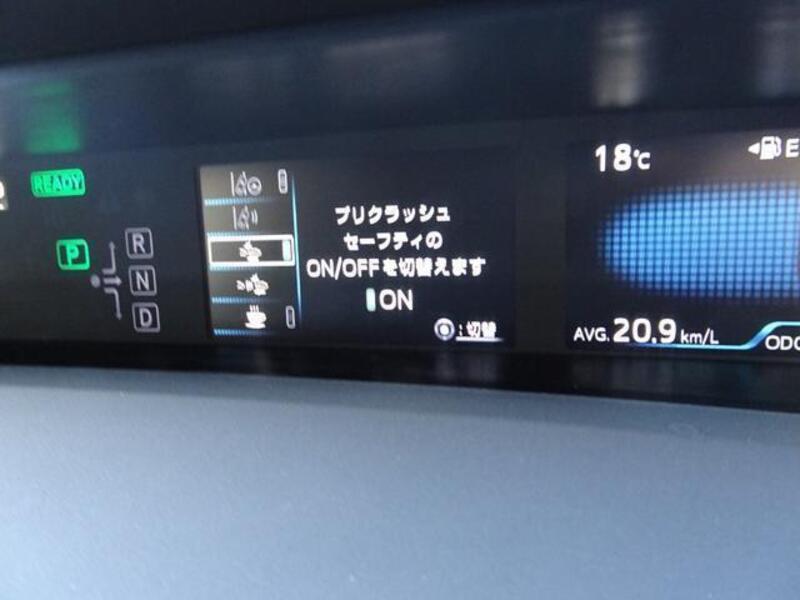 READY
P
R
N
D
プリクラッシュ
セーフティの
ON/OFFを切替えます
ON
:切替
18℃
E
AVG. 20.9 km/L
ODO